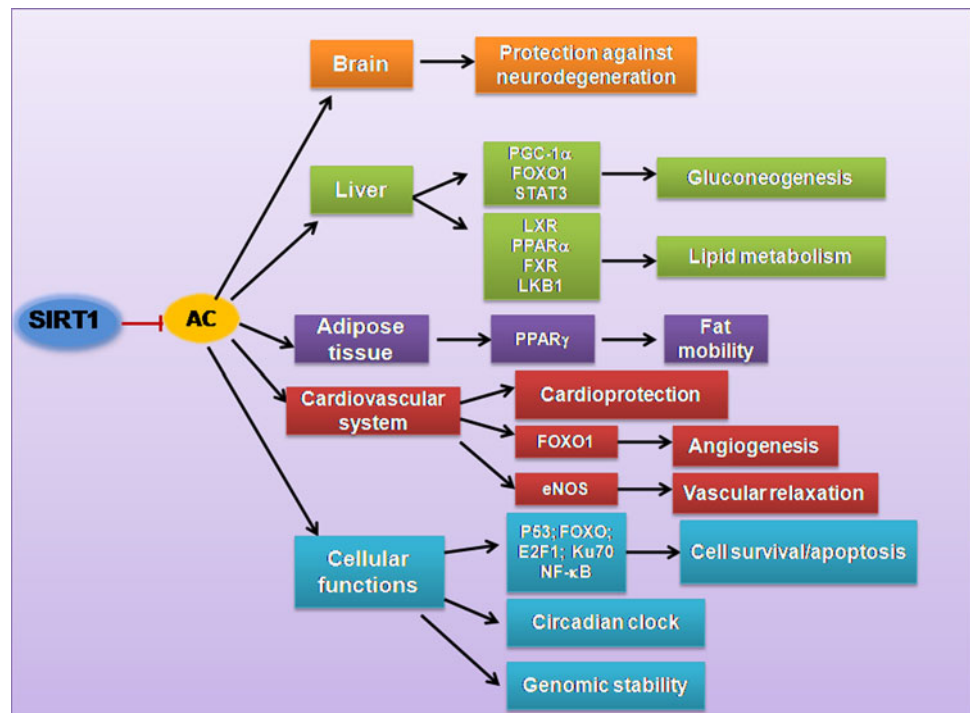 Brain
Protection against
neurodegeneration
Liver
PGC-1α
FOXO1
STAT3
Gluconeogenesis
LXR
PPARα
FXR
LKB1
Lipid metabolism
SIRT1
AC
Adipose
tissue
PPARγ
Fat
mobility
Cardiovascular
system
Cardioprotection
FOXO1
Angiogenesis
eNOS
Vascular relaxation
Cellular
functions
P53; FOXO;
E2F1; Ku70
NF-κB
Cell survival/apoptosis
Circadian clock
Genomic stability